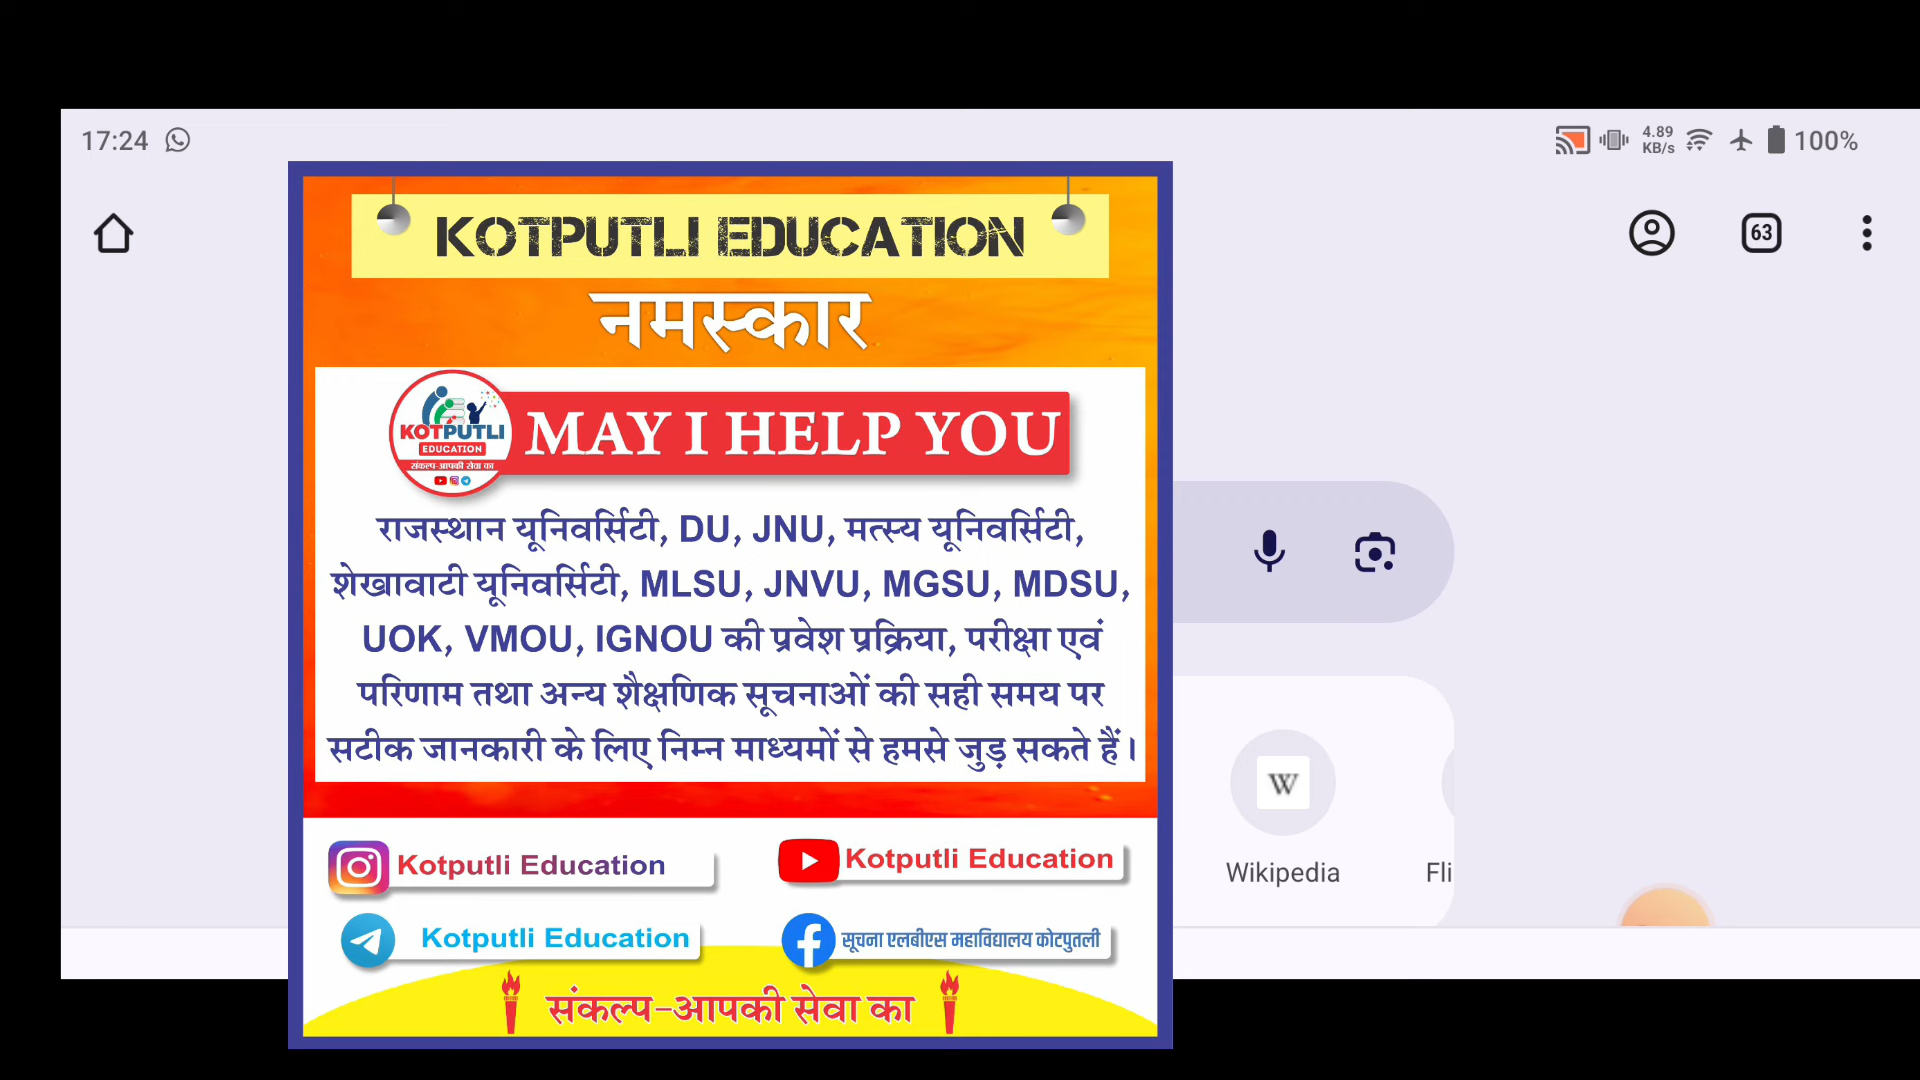 17:24
4.89
KB/s
100%
63
KOTPUTLI EDUCATION
नमस्कार
KOTPUTLI
EDUCATION
संकल्प-आपकी सेवा का
MAY I HELP YOU
राजस्थान यूनिवर्सिटी, DU, JNU, मत्स्य यूनिवर्सिटी,
शेखावाटी यूनिवर्सिटी, MLSU, JNVU, MGSU, MDSU,
UOK, VMOU, IGNOU की प्रवेश प्रक्रिया, परीक्षा एवं
परिणाम तथा अन्य शैक्षणिक सूचनाओं की सही समय पर
सटीक जानकारी के लिए निम्न माध्यमों से हमसे जुड़ सकते हैं।
W
Wikipedia
Fli
Kotputli Education
Kotputli Education
Kotputli Education
सूचना एलबीएस महाविद्यालय कोटपुतली
संकल्प-आपकी सेवा का